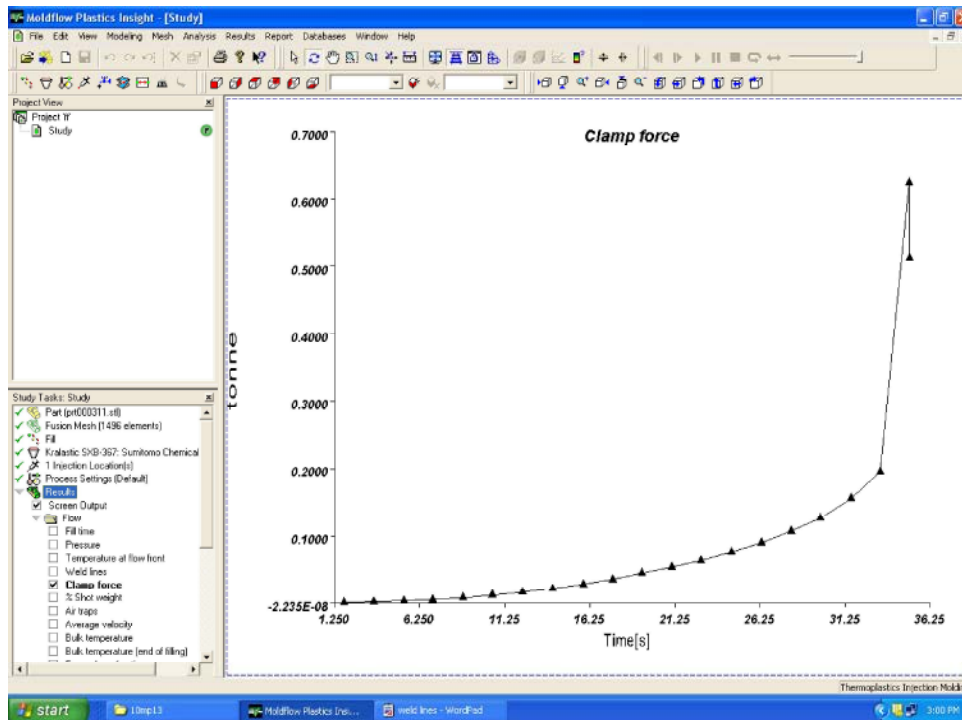 Moldflow Plastics Insight - [Study]
File Edit View Modeling Mesh Analysis Results Report Databases Window Help
Project View
Project 'lt'
Study
Study Tasks: Study
Part (prt000311.stl)
Fusion Mesh (1496 elements)
Fill
Kralastic SXB-367: Sumitomo Chemical
1 Injection Location(s)
Process Settings (Default)
Results
Screen Output
Flow
Fill time
Pressure
Temperature at flow front
Weld lines
Clamp force
% Shot weight
Air traps
Average velocity
Bulk temperature
Bulk temperature (end of filling)
Clamp force
0.7000
0.6000
0.5000
0.4000
0.3000
0.2000
0.1000
-2.235E-08
tonne
1.250 6.250 11.25 16.25 21.25 26.25 31.25 36.25
Time[s]
Thermoplastics Injection Moldi
start
10mp13
Moldflow Plastics Insi...
weld lines - WordPad
3:00 PM